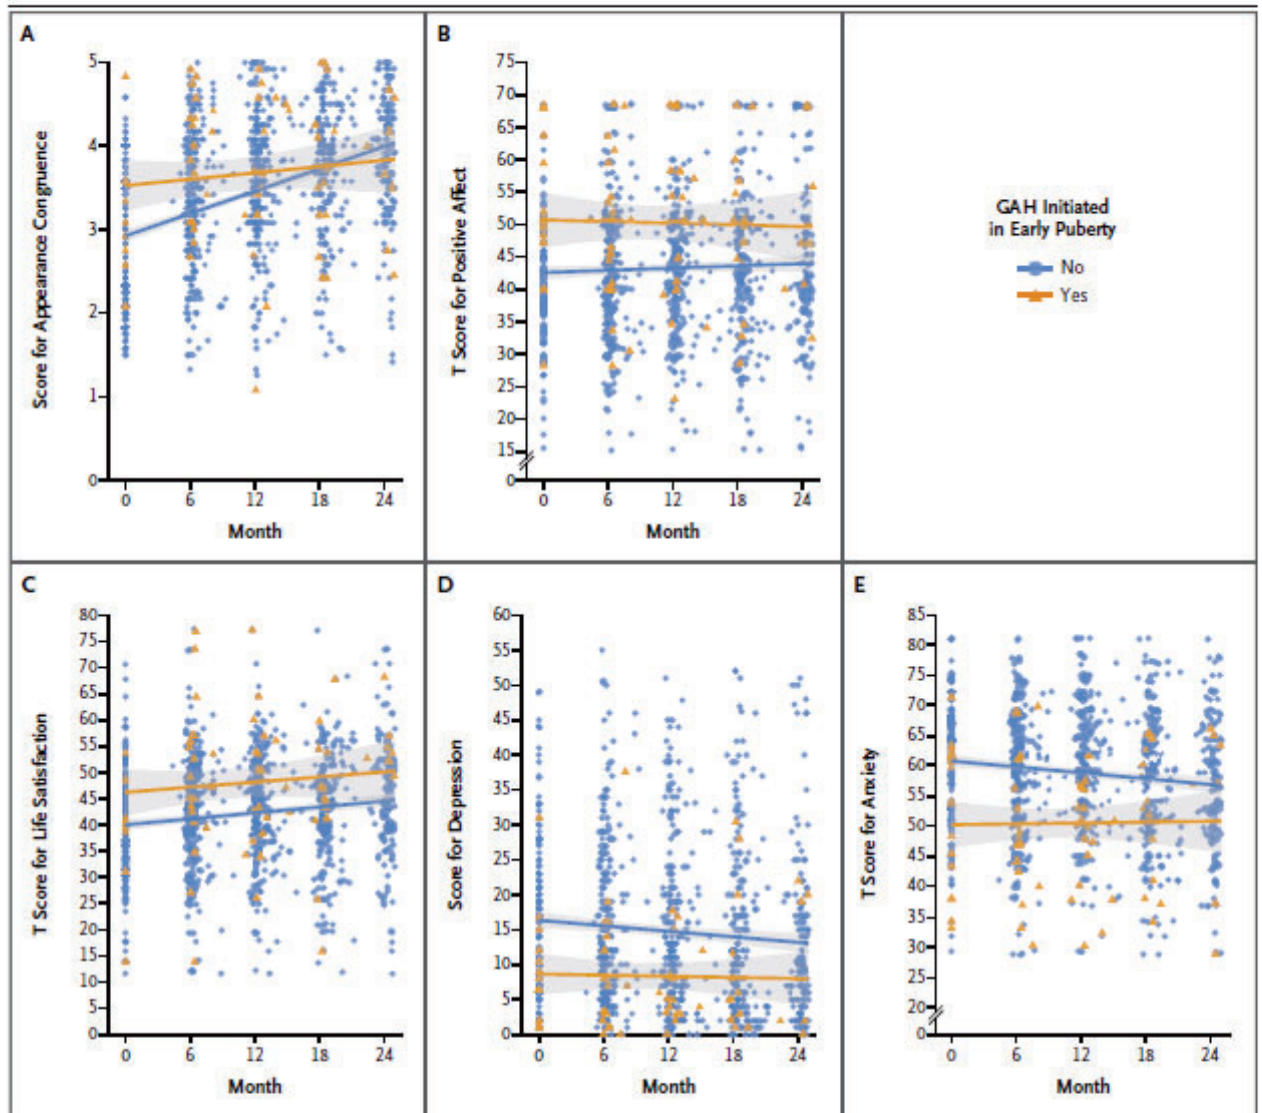 A
Score for Appearance Congruence
5
4
3
2
1
0
0 6 12 18 24
Month
B
T Score for Positive Affect
75
70
65
60
55
50
45
40
35
30
25
20
15
0
0 6 12 18 24
Month
GAH Initiated
in Early Puberty
No
Yes
C
T Score for Life Satisfaction
80
75
70
65
60
55
50
45
40
35
30
25
20
15
10
5
0
0 6 12 18 24
Month
D
Score for Depression
60
55
50
45
40
35
30
25
20
15
10
5
0
0 6 12 18 24
Month
E
T Score for Anxiety
85
80
75
70
65
60
55
50
45
40
35
30
25
20
0
0 6 12 18 24
Month